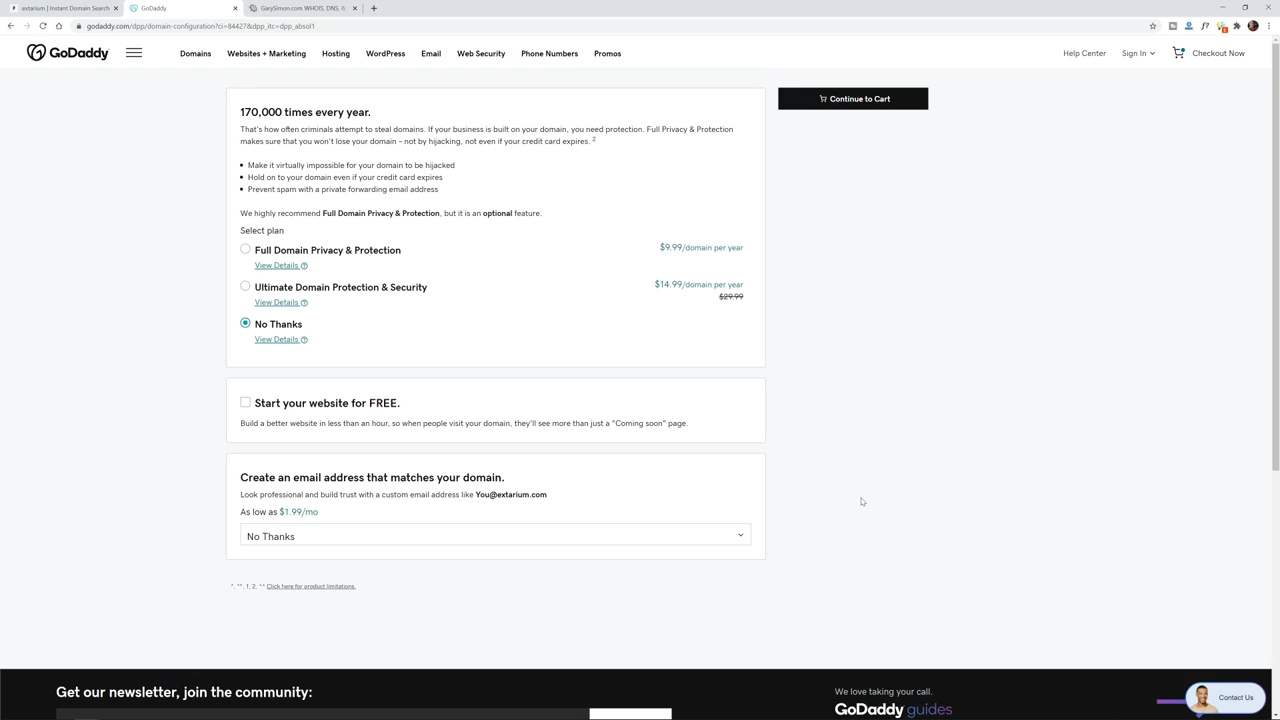 extarium | Instant Domain Search
GoDaddy
GarySimon.com WHOIS, DNS, &
godaddy.com/dpp/domain-configuration?ci=84427&dpp_itc=dpp_absol1
GoDaddy
Domains
Websites + Marketing
Hosting
WordPress
Email
Web Security
Phone Numbers
Promos
Help Center
Sign In
Checkout Now
170,000 times every year.
That's how often criminals attempt to steal domains. If your business is built on your domain, you need protection. Full Privacy & Protection
makes sure that you won't lose your domain – not by hijacking, not even if your credit card expires. 2
Continue to Cart
• Make it virtually impossible for your domain to be hijacked
• Hold on to your domain even if your credit card expires
• Prevent spam with a private forwarding email address
We highly recommend Full Domain Privacy & Protection, but it is an optional feature.
Select plan
Full Domain Privacy & Protection
$9.99/domain per year
View Details
Ultimate Domain Protection & Security
$14.99/domain per year
$29.99
View Details
No Thanks
View Details
Start your website for FREE.
Build a better website in less than an hour, so when people visit your domain, they'll see more than just a "Coming soon" page.
Create an email address that matches your domain.
Look professional and build trust with a custom email address like You@extarium.com
As low as $1.99/mo
No Thanks
*. **. 1. 2. ^^ Click here for product limitations.
Get our newsletter, join the community:
We love taking your call.
GoDaddy guides
Contact Us